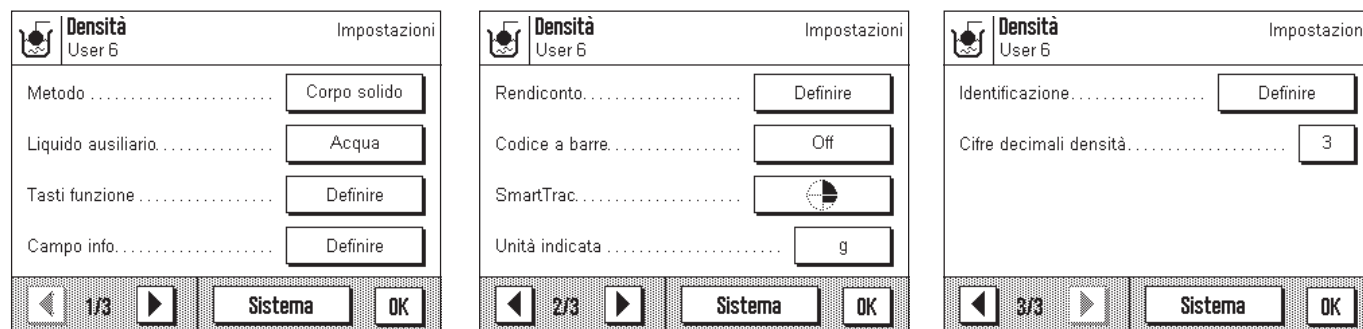 Densità
User 6
Impostazioni
Metodo ...................... Corpo solido
Liquido ausiliario............... Acqua
Tasti funzione ................. Definire
Campo info.................... Definire
1/3
Sistema
OK
Densità
User 6
Impostazioni
Rendiconto.................... Definire
Codice a barre................. Off
SmartTrac.....................
Unità indicata ...................... g
2/3
Sistema
OK
Densità
User 6
Impostazion
Identificazione................. Definire
Cifre decimali densità.................... 3
3/3
Sistema
OK